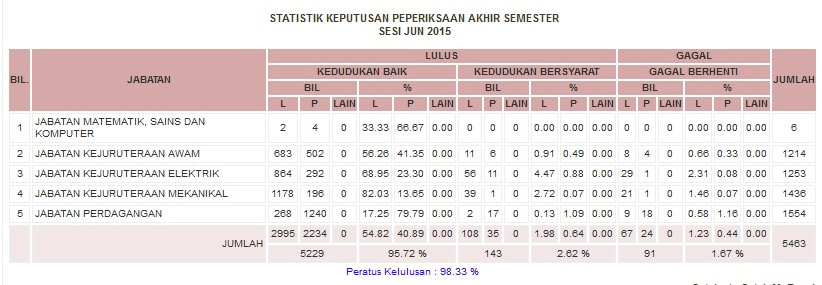 STATISTIK KEPUTUSAN PEPERIKSAAN AKHIR SEMESTER
SESI JUN 2015
BIL. JABATAN LULUS GAGAL JUMLAH
KEDUDUKAN BAIK KEDUDUKAN BERSYARAT GAGAL BERHENTI
BIL % BIL % BIL %
L P LAIN L P LAIN L P LAIN L P LAIN L P LAIN L P LAIN
1 JABATAN MATEMATIK, SAINS DAN
KOMPUTER 2 4 0 33.33 66.67 0.00 0 0 0 0.00 0.00 0.00 0 0 0 0.00 0.00 0.00 6
2 JABATAN KEJURUTERAAN AWAM 683 502 0 56.26 41.35 0.00 11 6 0 0.91 0.49 0.00 8 4 0 0.66 0.33 0.00 1214
3 JABATAN KEJURUTERAAN ELEKTRIK 864 292 0 68.95 23.30 0.00 56 11 0 4.47 0.88 0.00 29 1 0 2.31 0.08 0.00 1253
4 JABATAN KEJURUTERAAN MEKANIKAL 1178 196 0 82.03 13.65 0.00 39 1 0 2.72 0.07 0.00 21 1 0 1.46 0.07 0.00 1436
5 JABATAN PERDAGANGAN 268 1240 0 17.25 79.79 0.00 2 17 0 0.13 1.09 0.00 9 18 0 0.58 1.16 0.00 1554
JUMLAH 2995 2234 0 54.82 40.89 0.00 108 35 0 1.98 0.64 0.00 67 24 0 1.23 0.44 0.00 5463
5229 95.72 % 143 2.62 % 91 1.67 %
Peratus Kelulusan : 98.33 %